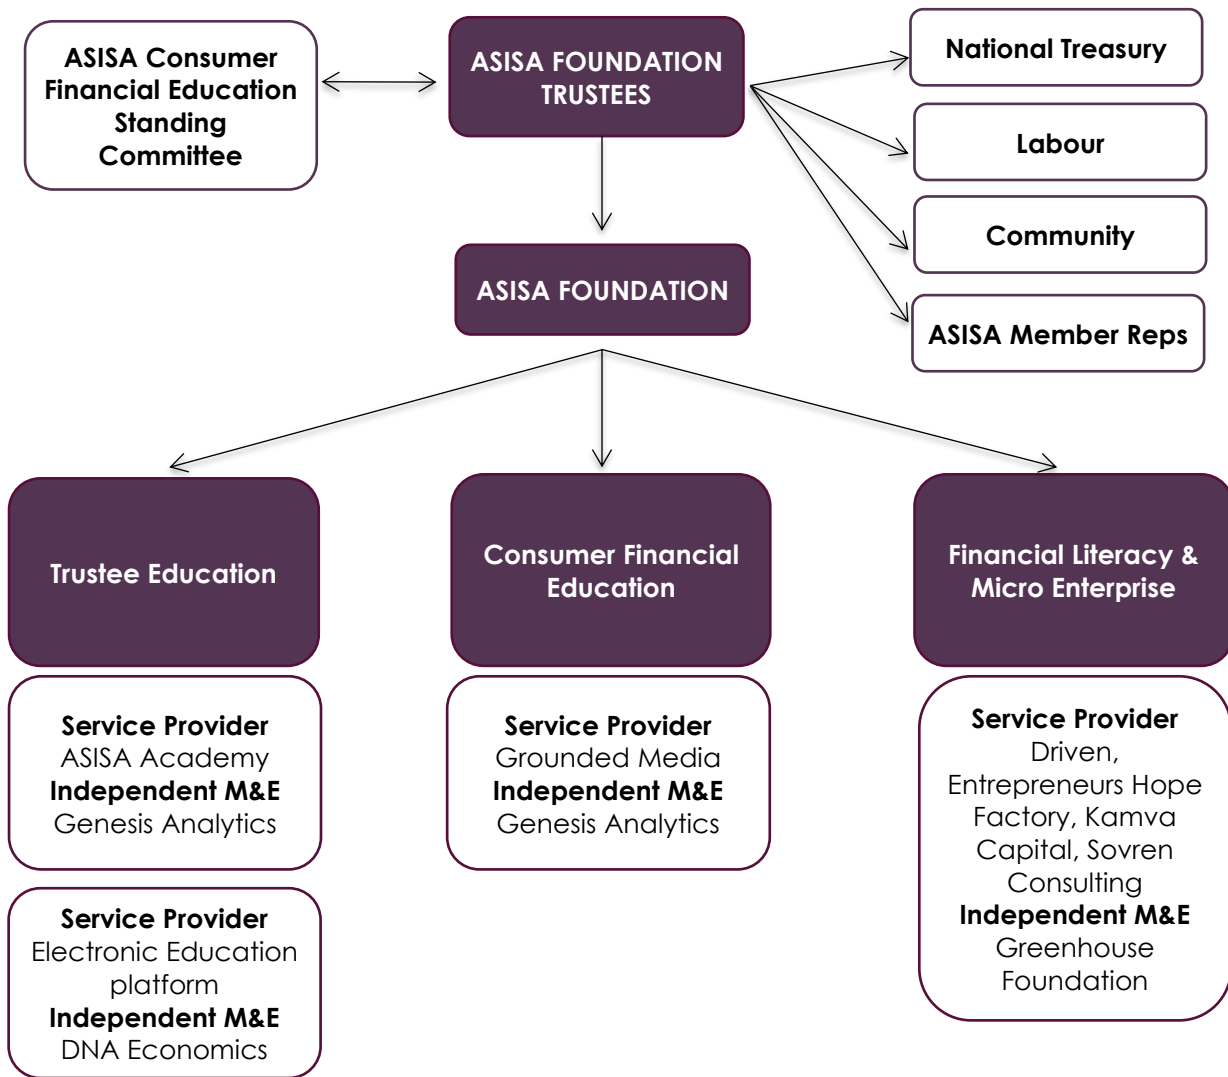 ASISA Consumer
Financial Education
Standing
Committee
ASISA FOUNDATION
TRUSTEES
National Treasury
Labour
Community
ASISA Member Reps
ASISA FOUNDATION
Trustee Education
Consumer Financial
Education
Financial Literacy &
Micro Enterprise
Service Provider
ASISA Academy
Independent M&E
Genesis Analytics
Service Provider
Electronic Education
platform
Independent M&E
DNA Economics
Service Provider
Grounded Media
Independent M&E
Genesis Analytics
Service Provider
Driven,
Entrepreneurs Hope
Factory, Kamva
Capital, Sovren
Consulting
Independent M&E
Greenhouse
Foundation